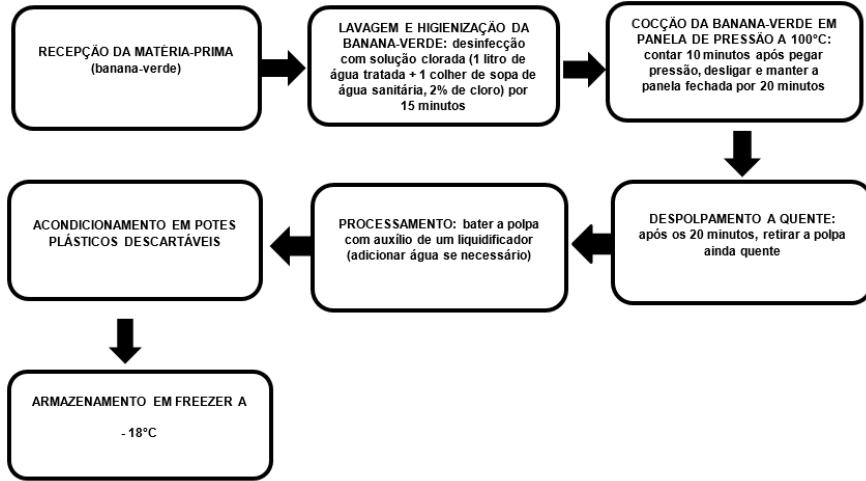 RECEPÇÃO DA MATÉRIA-PRIMA
(banana-verde)
LAVAGEM E HIGIENIZAÇÃO DA
BANANA-VERDE: desinfecção
com solução clorada (1 litro de
água tratada + 1 colher de sopa de
água sanitária, 2% de cloro) por
15 minutos
COCÇÃO DA BANANA-VERDE EM
PANELA DE PRESSÃO A 100°C:
contar 10 minutos após pegar
pressão, desligar e manter a
panela fechada por 20 minutos
DESPOLPAMENTO A QUENTE:
após os 20 minutos, retirar a polpa
ainda quente
PROCESSAMENTO: bater a polpa
com auxílio de um liquidificador
(adicionar água se necessário)
ACONDICIONAMENTO EM POTES
PLÁSTICOS DESCARTÁVEIS
ARMAZENAMENTO EM FREEZER A
- 18°C